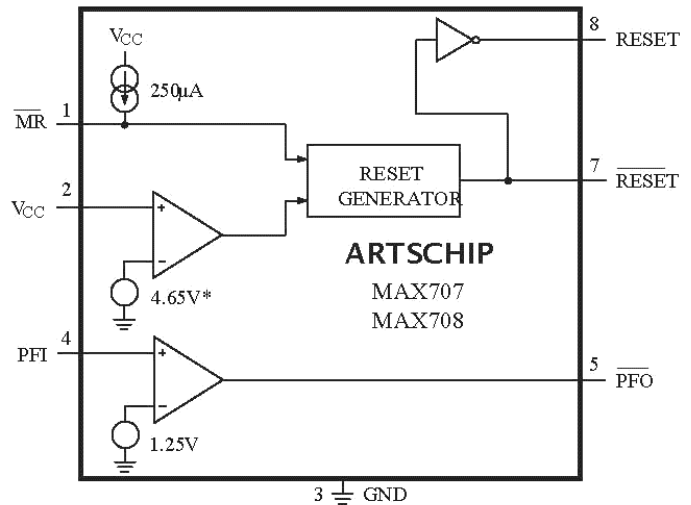 8
RESET
VCC
250µA
1
MR
7
RESET
RESET
GENERATOR
2
VCC
+
−
4.65V*
ARTSCHIP
MAX707
MAX708
4
PFI
+
−
1.25V
5
PFO
3
GND